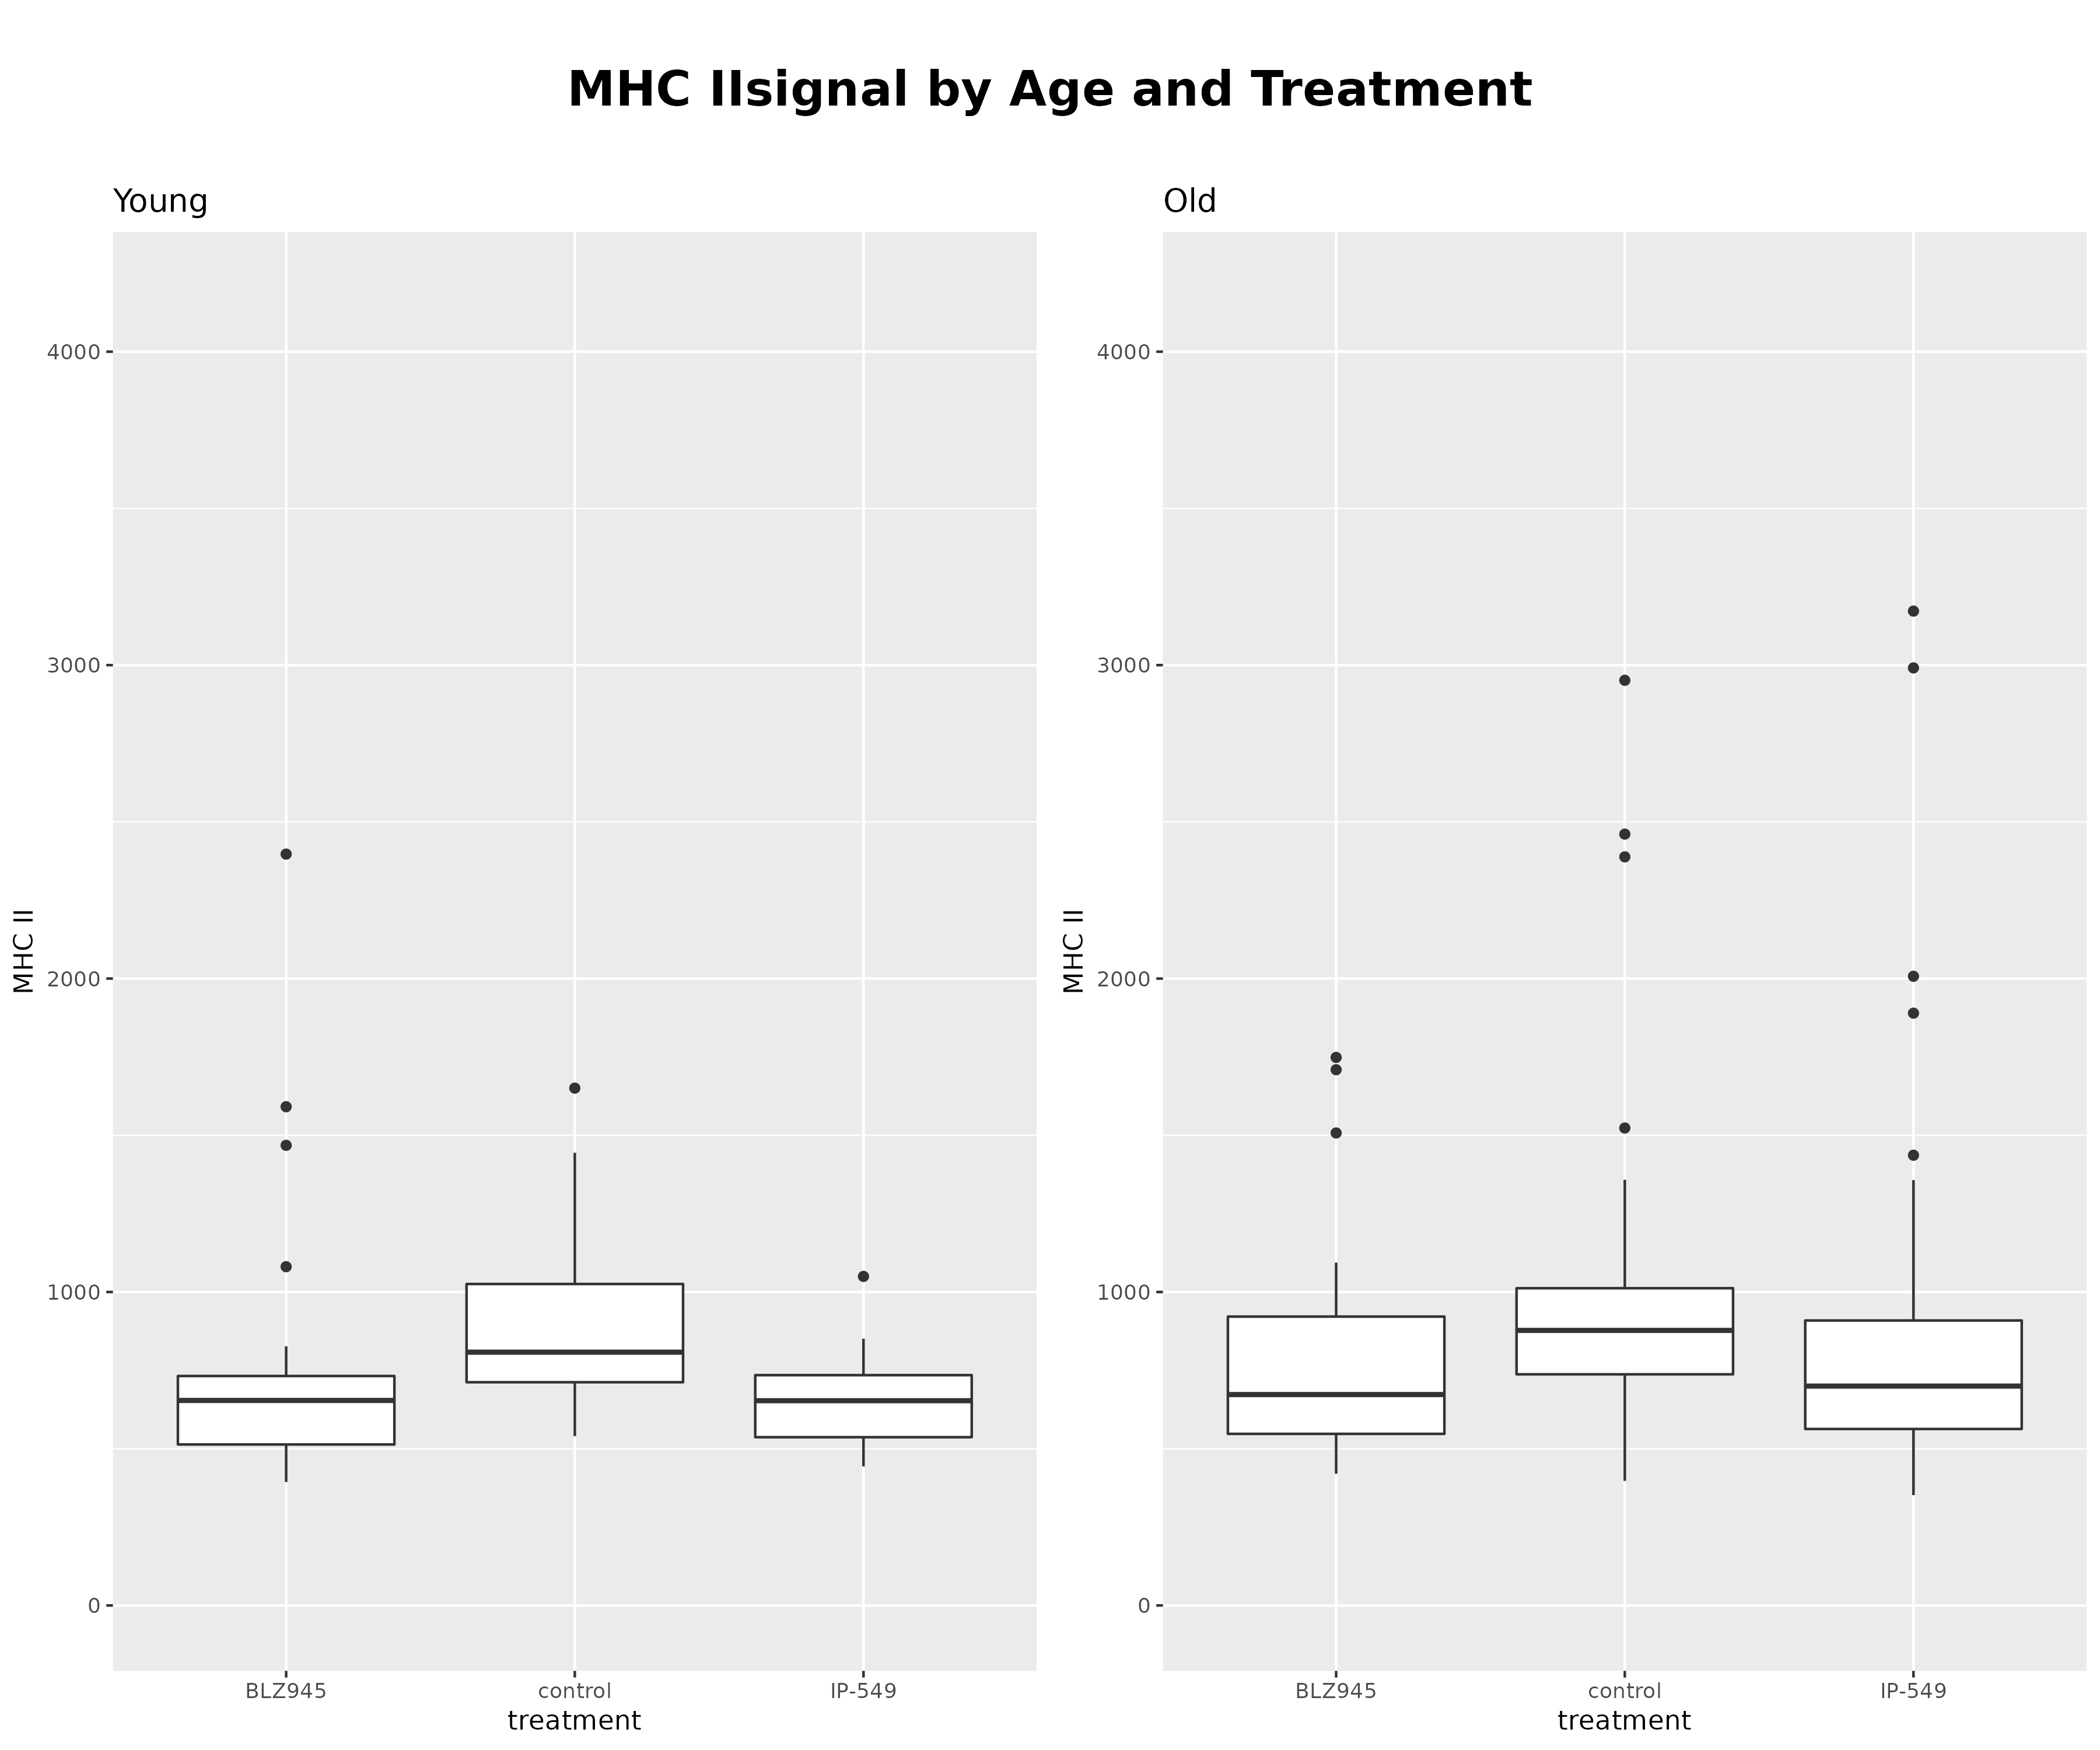 MHC IIsignal by Age and Treatment
Young
MHC II
4000
3000
2000
1000
0
BLZ945 control IP-549
treatment
Old
MHC II
4000
3000
2000
1000
0
BLZ945 control IP-549
treatment